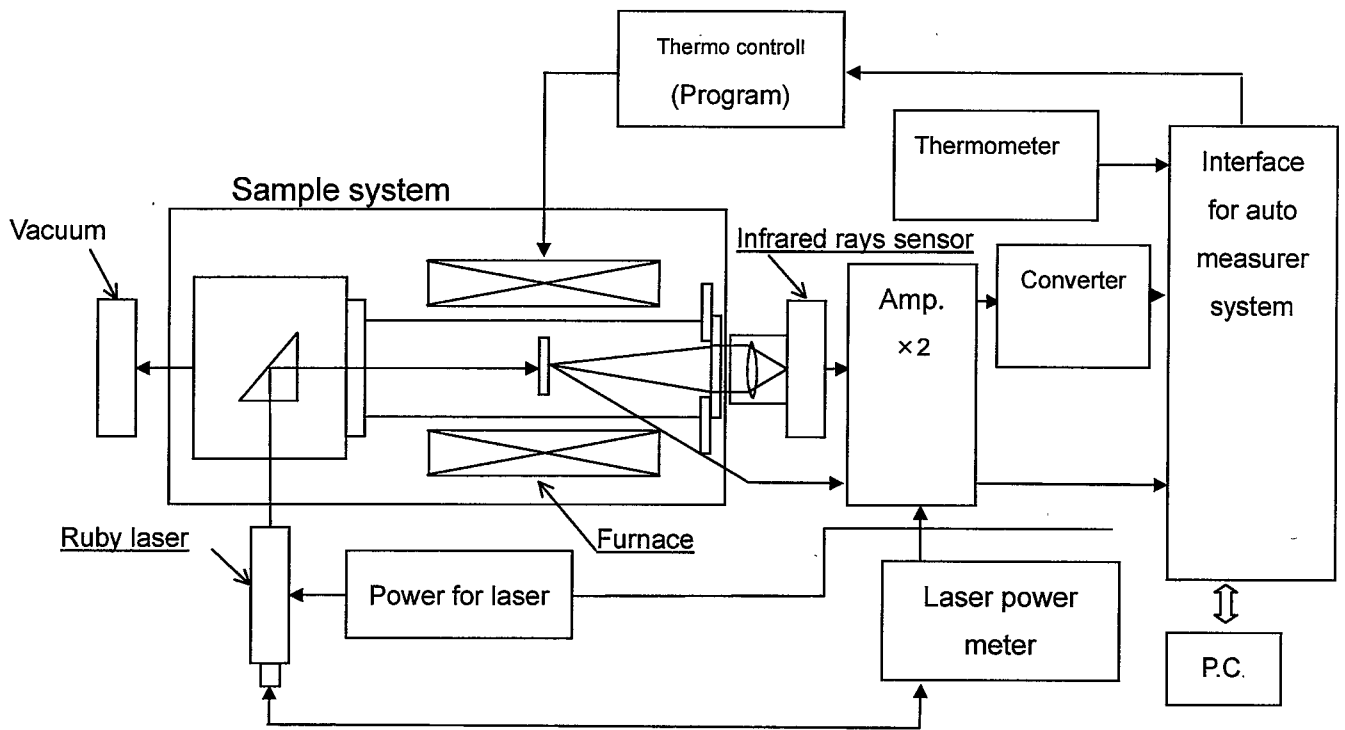 Thermo controll
(Program)
Thermometer
Interface
for auto
measurer
system
Sample system
Vacuum
Infrared rays sensor
Amp.
×2
Converter
Ruby laser
Furnace
Power for laser
Laser power
meter
P.C.